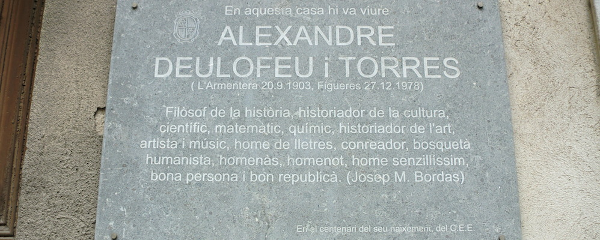 En aquesta casa hi va viure
ALEXANDRE
DEULOFEU i TORRES
( L'Armentera 20.9.1903, Figueres 27.12.1978)
Filòsof de la història, historiador de la cultura,
científic, matemàtic, químic, historiador de l'art,
artista i músic, home de lletres, conreador, bosquetà
humanista, homenàs, homenot, home senzillíssim,
bona persona i bon republicà. (Josep M. Bordas)
En el centenari del seu naixement, del C.E.E.